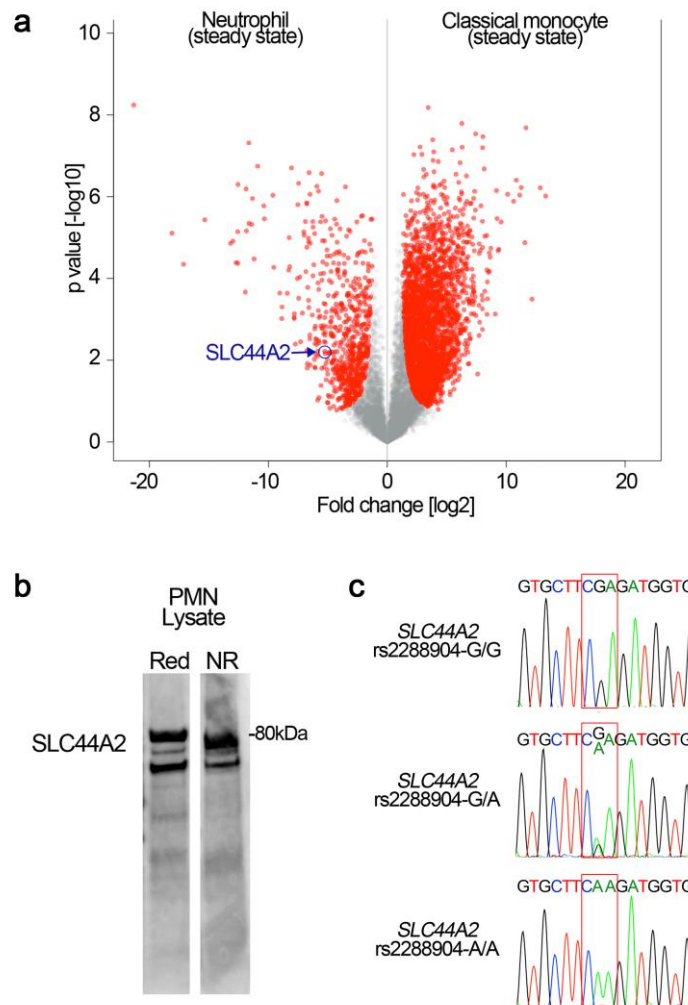 a
Neutrophil
(steady state)
Classical monocyte
(steady state)
10
8
6
4
2
0
p value [-log10]
SLC44A2
-20
-10
0
10
20
Fold change [log2]
b
PMN
Lysate
Red
NR
SLC44A2
-80kDa
c
GTGCTTCGAGATGGTG
SLC44A2
rs2288904-G/G
GTGCTTCGAGATGGTG
A
SLC44A2
rs2288904-G/A
GTGCTTCAAGATGGTG
SLC44A2
rs2288904-A/A